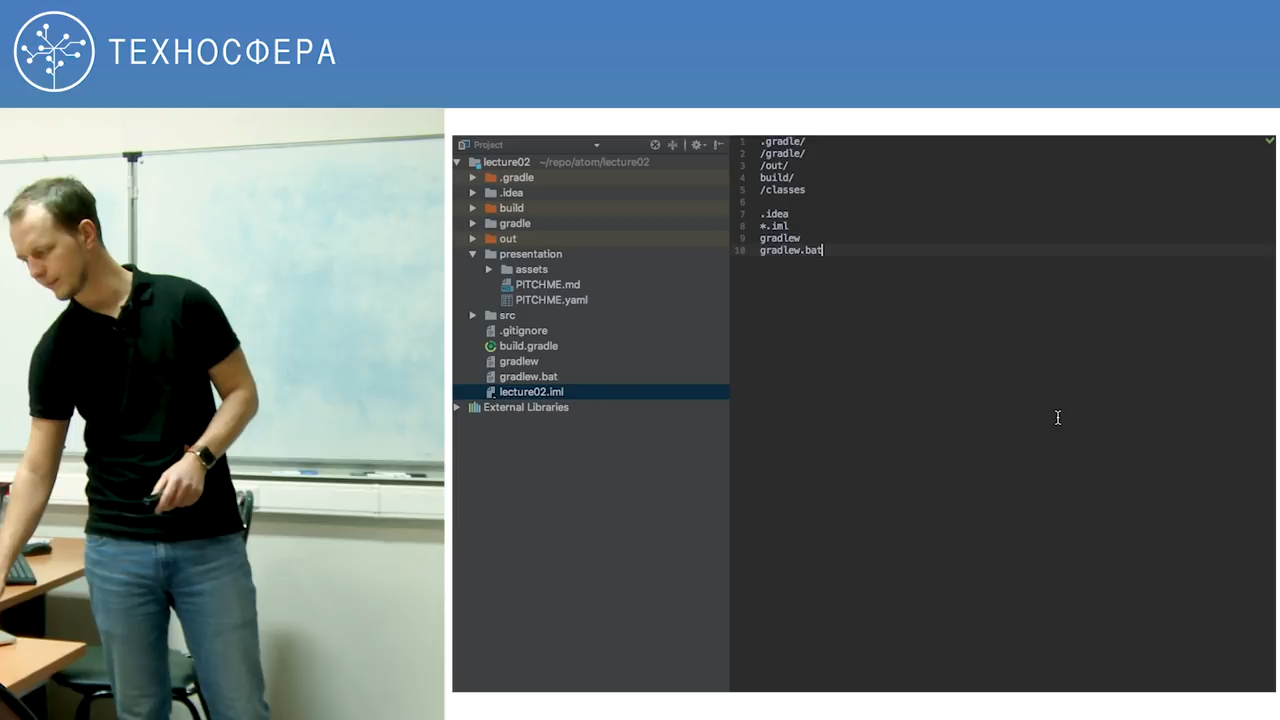 ТЕХНОСФЕРА
Project
lecture02 ~/repo/atom/lecture02
.gradle
.idea
build
gradle
out
presentation
assets
PITCHME.md
PITCHME.yaml
src
.gitignore
build.gradle
gradlew
gradlew.bat
lecture02.iml
External Libraries
1 .gradle/
2 /gradle/
3 /out/
4 build/
5 /classes
6
7 .idea
8 *.iml
9 gradlew
10 gradlew.bat